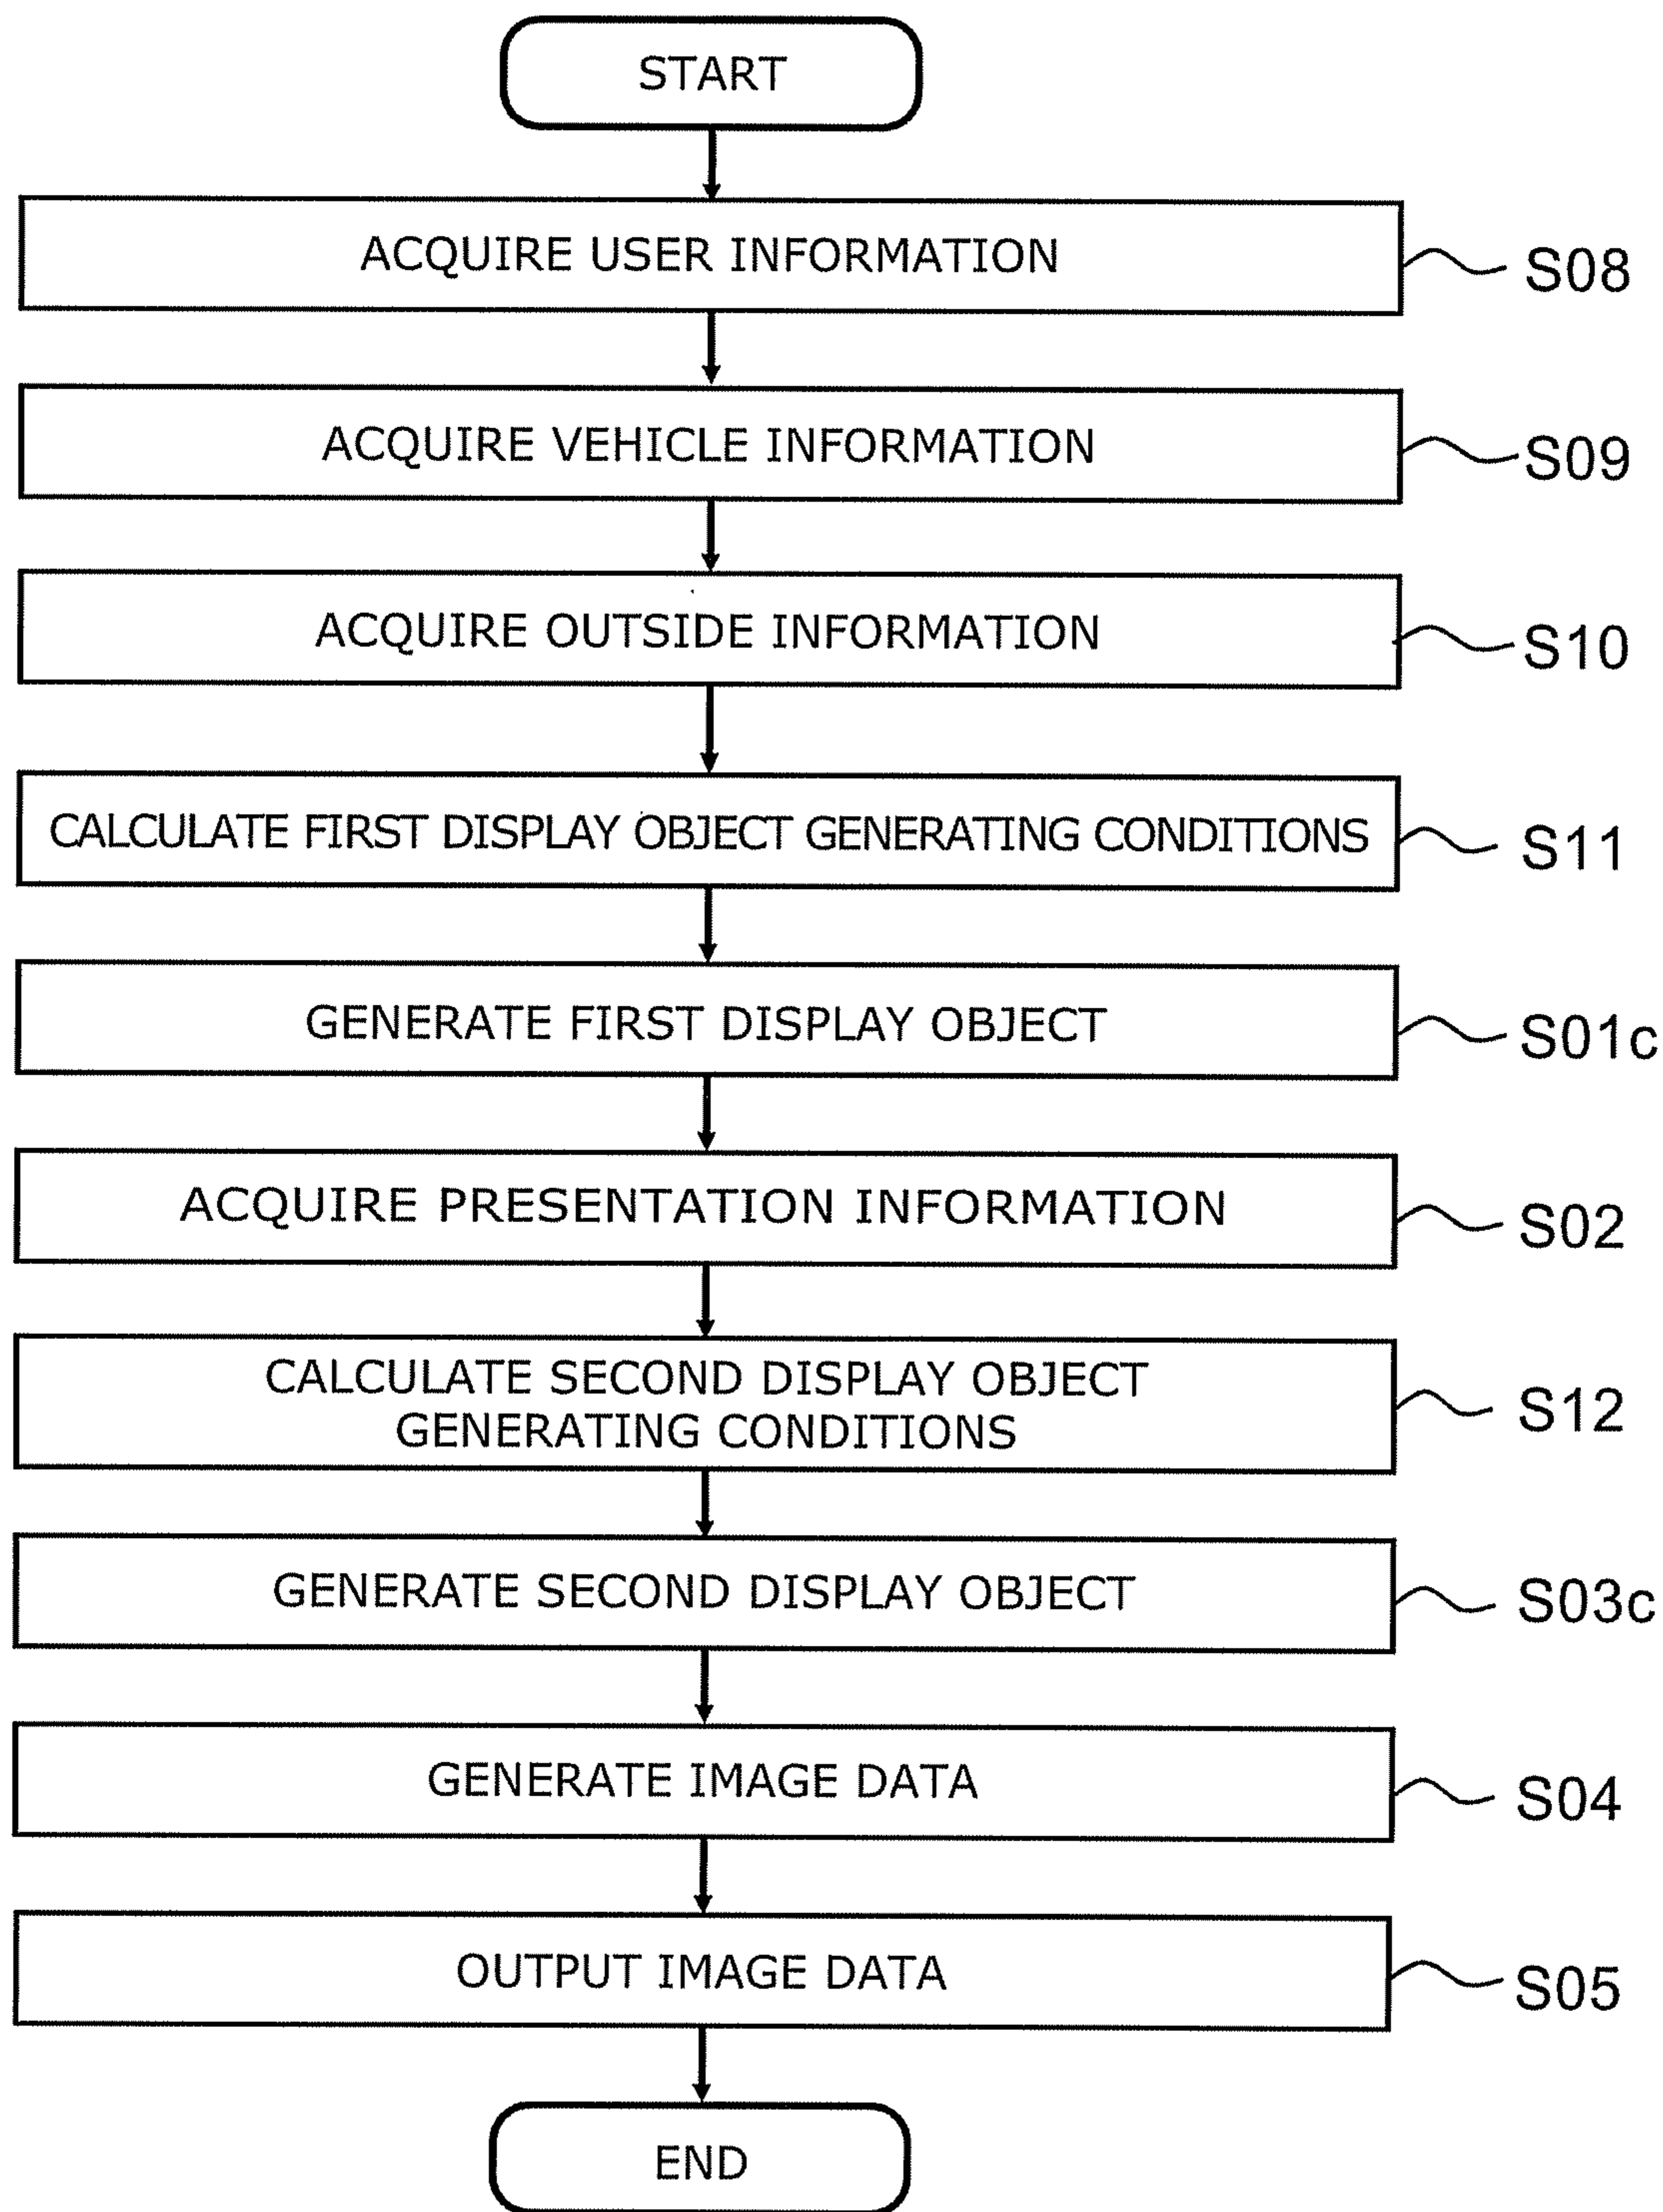 START
ACQUIRE USER INFORMATION
S08
ACQUIRE VEHICLE INFORMATION
S09
ACQUIRE OUTSIDE INFORMATION
S10
CALCULATE FIRST DISPLAY OBJECT GENERATING CONDITIONS
S11
GENERATE FIRST DISPLAY OBJECT
S01c
ACQUIRE PRESENTATION INFORMATION
S02
CALCULATE SECOND DISPLAY OBJECT
GENERATING CONDITIONS
S12
GENERATE SECOND DISPLAY OBJECT
S03c
GENERATE IMAGE DATA
S04
OUTPUT IMAGE DATA
S05
END